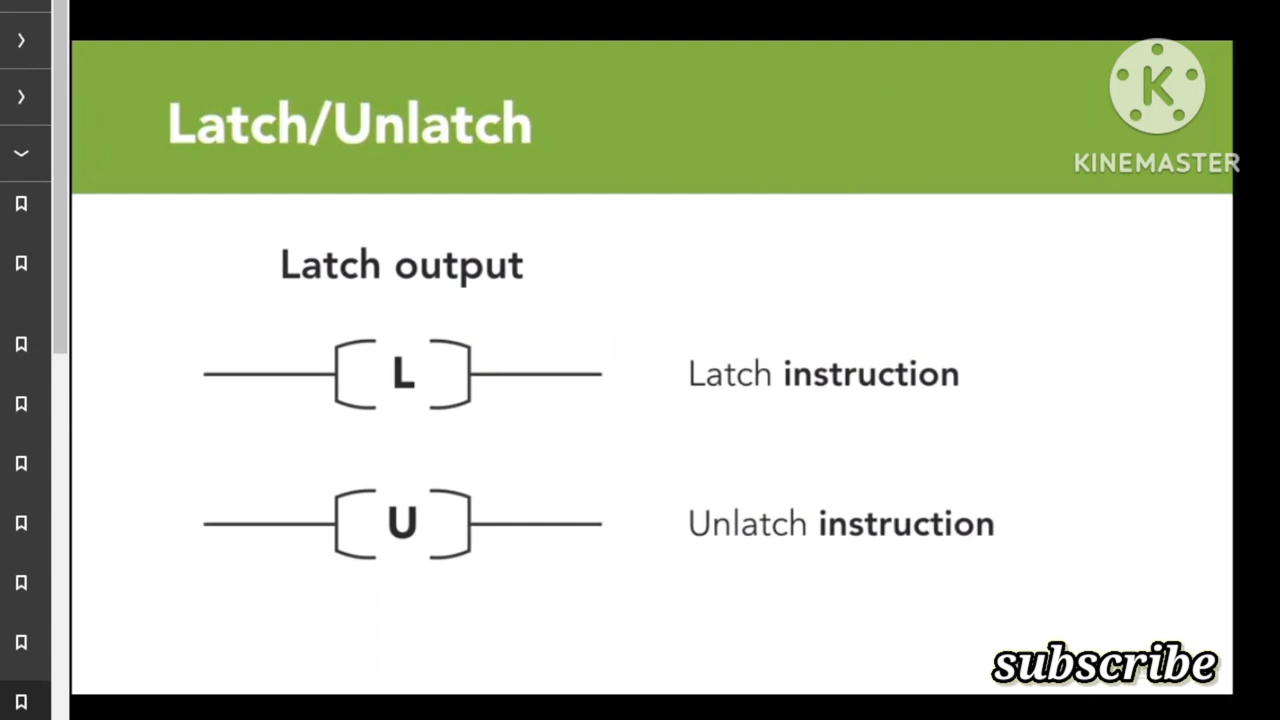 Latch/Unlatch
K
KINEMASTER
Latch output
L
Latch instruction
U
Unlatch instruction
subscribe